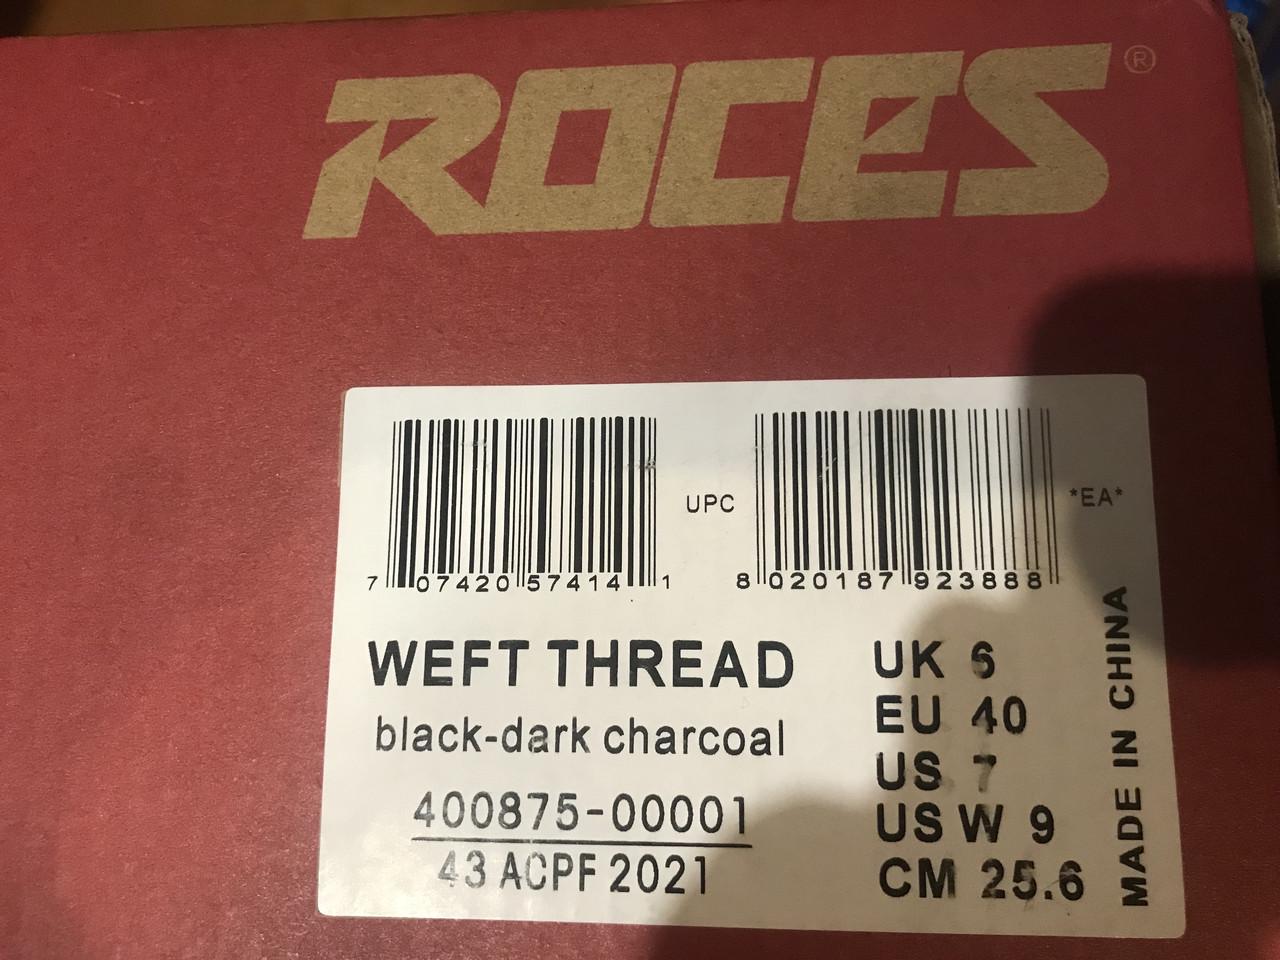 ROCES®
7 07420 57414 1
UPC
8 020187 923888
*EA*
WEFT THREAD
black-dark charcoal
400875-00001
43 ACPF 2021
UK 6
EU 40
US 7
US W 9
CM 25.6
MADE IN CHINA